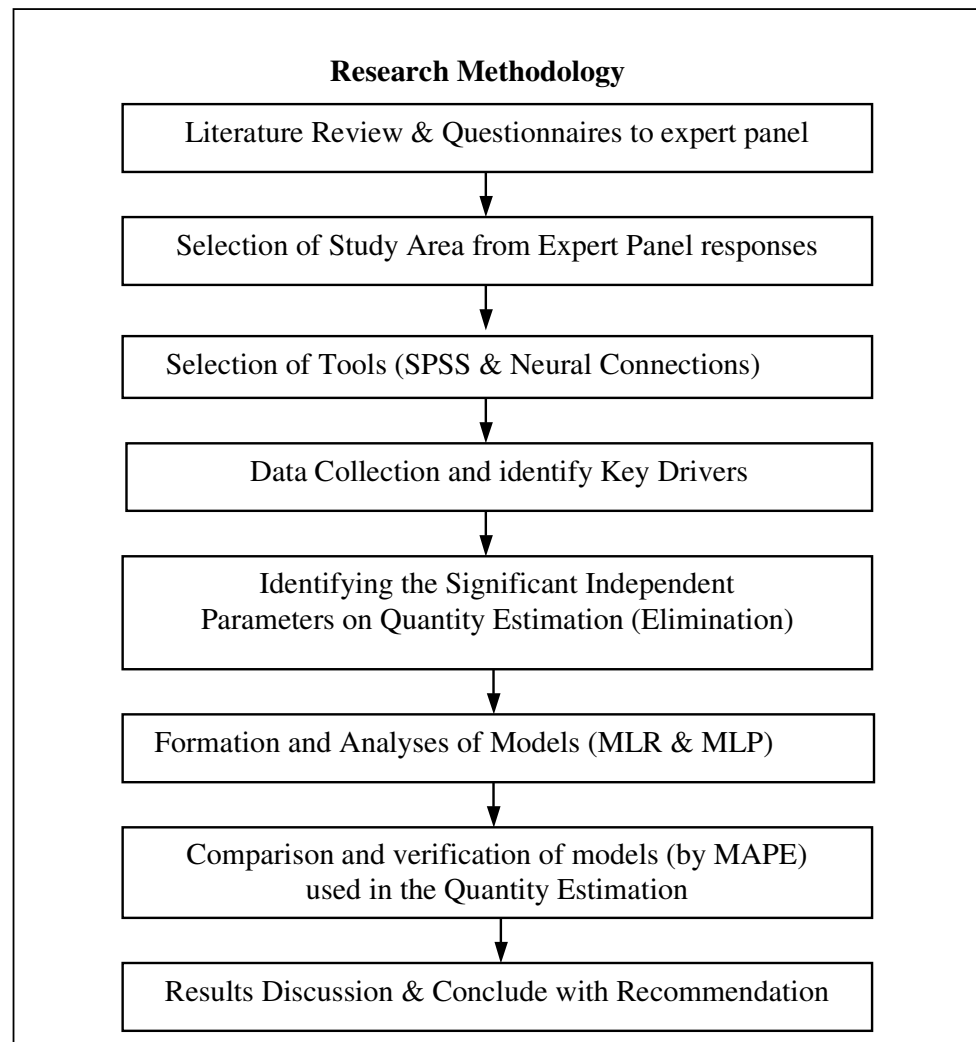 Research Methodology
Literature Review & Questionnaires to expert panel
Selection of Study Area from Expert Panel responses
Selection of Tools (SPSS & Neural Connections)
Data Collection and identify Key Drivers
Identifying the Significant Independent
Parameters on Quantity Estimation (Elimination)
Formation and Analyses of Models (MLR & MLP)
Comparison and verification of models (by MAPE)
used in the Quantity Estimation
Results Discussion & Conclude with Recommendation